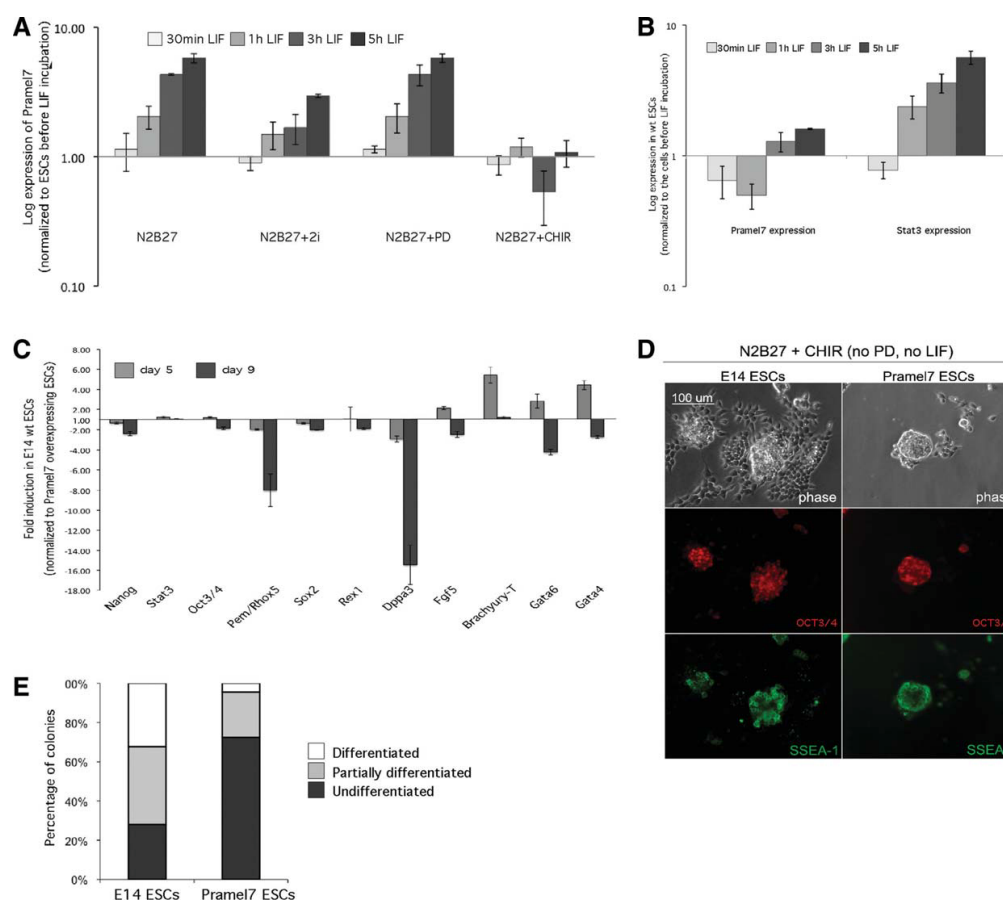 A
Log expression of Pramel7
(normalized to ESCs before LIF incubation)
10.00
1.00
0.10
30min LIF 1h LIF 3h LIF 5h LIF
N2B27 N2B27+2i N2B27+PD N2B27+CHIR
B
Log expression in wt ESCs
(normalized to the cells before LIF incubation)
10
1
0.1
30min LIF 1h LIF 3h LIF 5h LIF
Pramel7 expression Stat3 expression
C
Fold induction in E14 wt ESCs
(normalized to Pramel7 overexpressing ESCs)
8.00
6.00
4.00
2.00
1.00
-2.00
-4.00
-6.00
-8.00
-10.00
-12.00
-14.00
-16.00
-18.00
day 5 day 9
Nanog Stat3 Oct3/4 Pem/Rhox5 Sox2 Rex1 Dppa3 Fgf5 Brachyury-T Gata6 Gata4
D
N2B27 + CHIR (no PD, no LIF)
E14 ESCs Pramel7 ESCs
100 um
phase phas
OCT3/4 OCT3/
SSEA-1 SSEA
E
Percentage of colonies
00%
80%
60%
40%
20%
0%
E14 ESCs Pramel7 ESCs
Differentiated
Partially differentiated
Undifferentiated